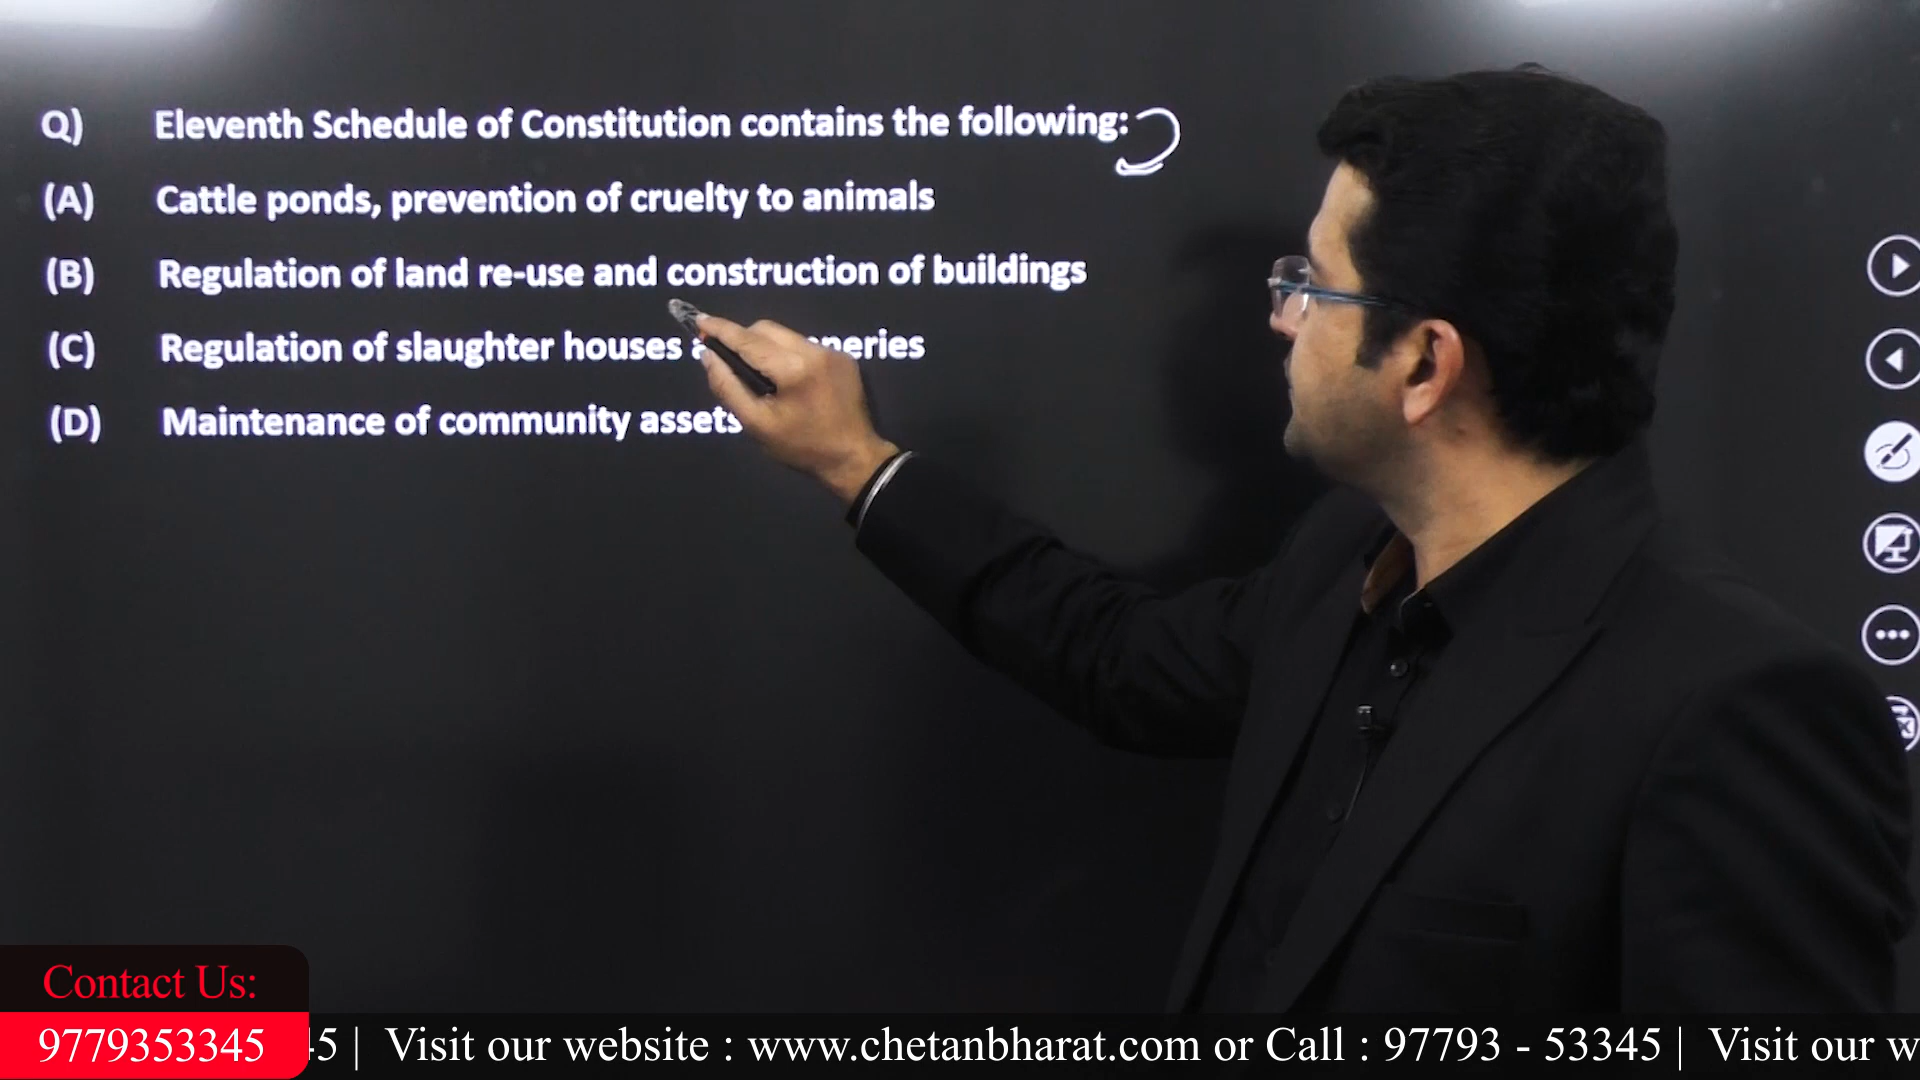 Q) Eleventh Schedule of Constitution contains the following:
(A) Cattle ponds, prevention of cruelty to animals
(B) Regulation of land re-use and construction of buildings
(C) Regulation of slaughter houses
(D) Maintenance of community assets
Contact Us:
9779353345
45 | Visit our website : www.chetanbharat.com or Call : 97793 - 53345 | Visit our w